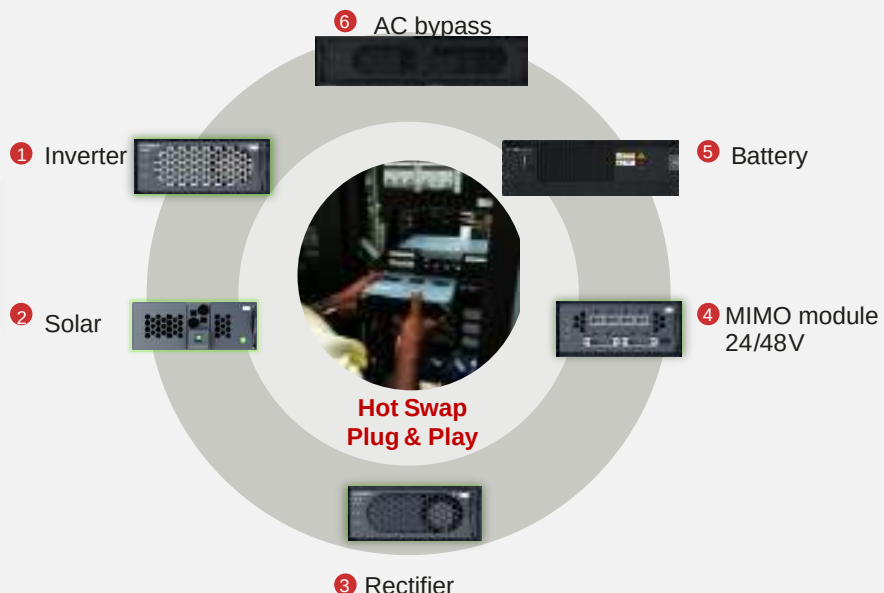 6 AC bypass
1 Inverter
5 Battery
2 Solar
4 MIMO module
24/48V
Hot Swap
Plug & Play
3 Rectifier